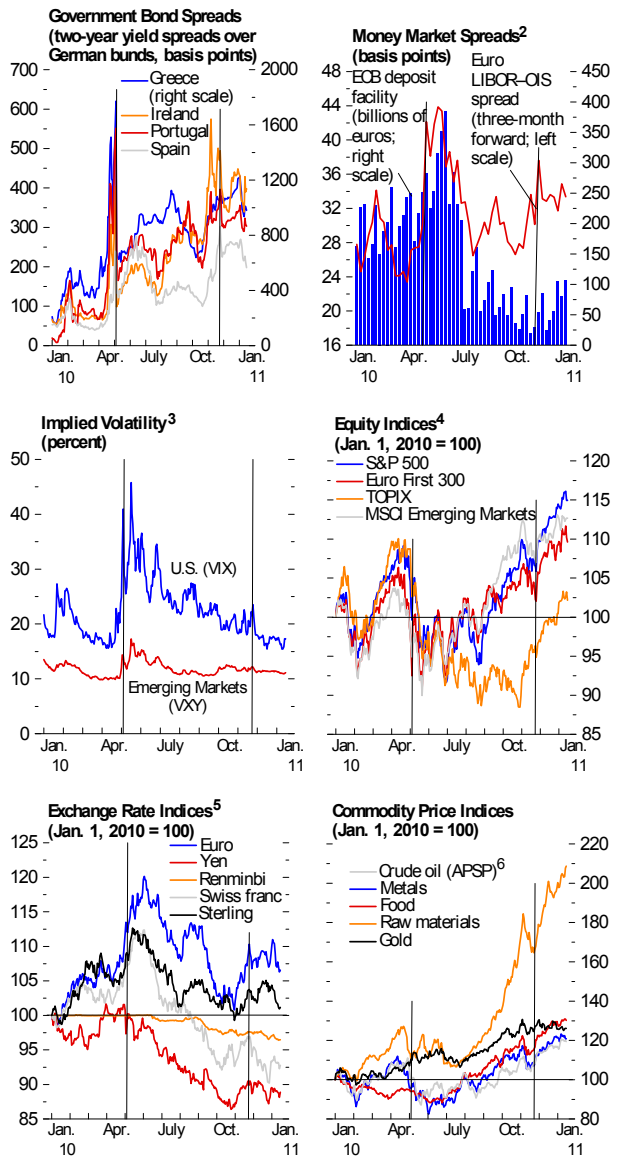 Government Bond Spreads
(two-year yield spreads over
German bunds, basis points)
700
600
500
400
300
200
100
0
2000
1600
1200
800
400
0
Greece
(right scale)
Ireland
Portugal
Spain
Jan.
Apr.
July
Oct.
Jan.
10
11
Money Market Spreads2
(basis points)
48
44
40
36
32
28
24
20
16
450
400
350
300
250
200
150
100
50
0
ECB deposit
facility
(billions of
euros;
right
scale)
Euro
LIBOR–OIS
spread
(three-month
forward; left
scale)
Jan.
Apr.
July
Oct.
Jan.
10
11
Implied Volatility3
(percent)
50
40
30
20
10
0
U.S. (VIX)
Emerging Markets
(VXY)
Jan.
Apr.
July
Oct.
Jan.
10
11
Equity Indices4
(Jan. 1, 2010 = 100)
S&P 500
Euro First 300
TOPIX
MSCI Emerging Markets
120
115
110
105
100
95
90
85
Jan.
Apr.
July
Oct.
Jan.
10
11
Exchange Rate Indices5
(Jan. 1, 2010 = 100)
125
120
115
110
105
100
95
90
85
Euro
Yen
Renminbi
Swiss franc
Sterling
Jan.
Apr.
July
Oct.
Jan.
10
11
Commodity Price Indices
(Jan. 1, 2010 = 100)
Crude oil (APSP)6
Metals
Food
Raw materials
Gold
220
200
180
160
140
120
100
80
Jan.
Apr.
July
Oct.
Jan.
10
11